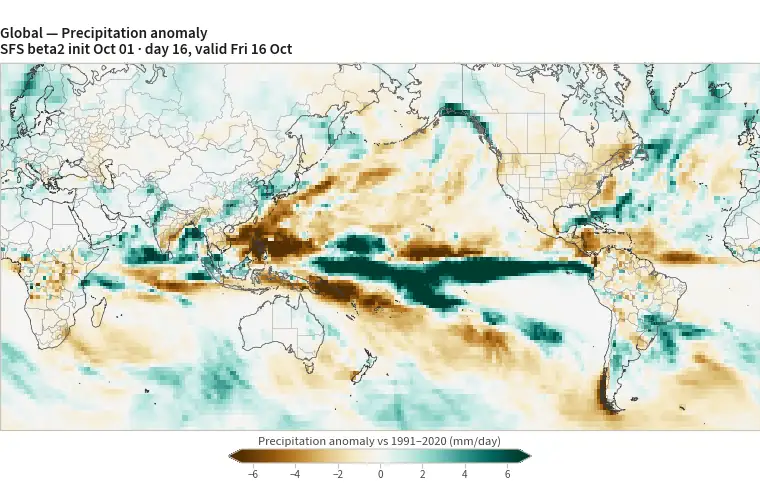 Global — Precipitation anomaly
SFS beta2 init Oct 01 · day 16, valid Fri 16 Oct
Precipitation anomaly vs 1991–2020 (mm/day)
−6 −4 −2 0 2 4 6